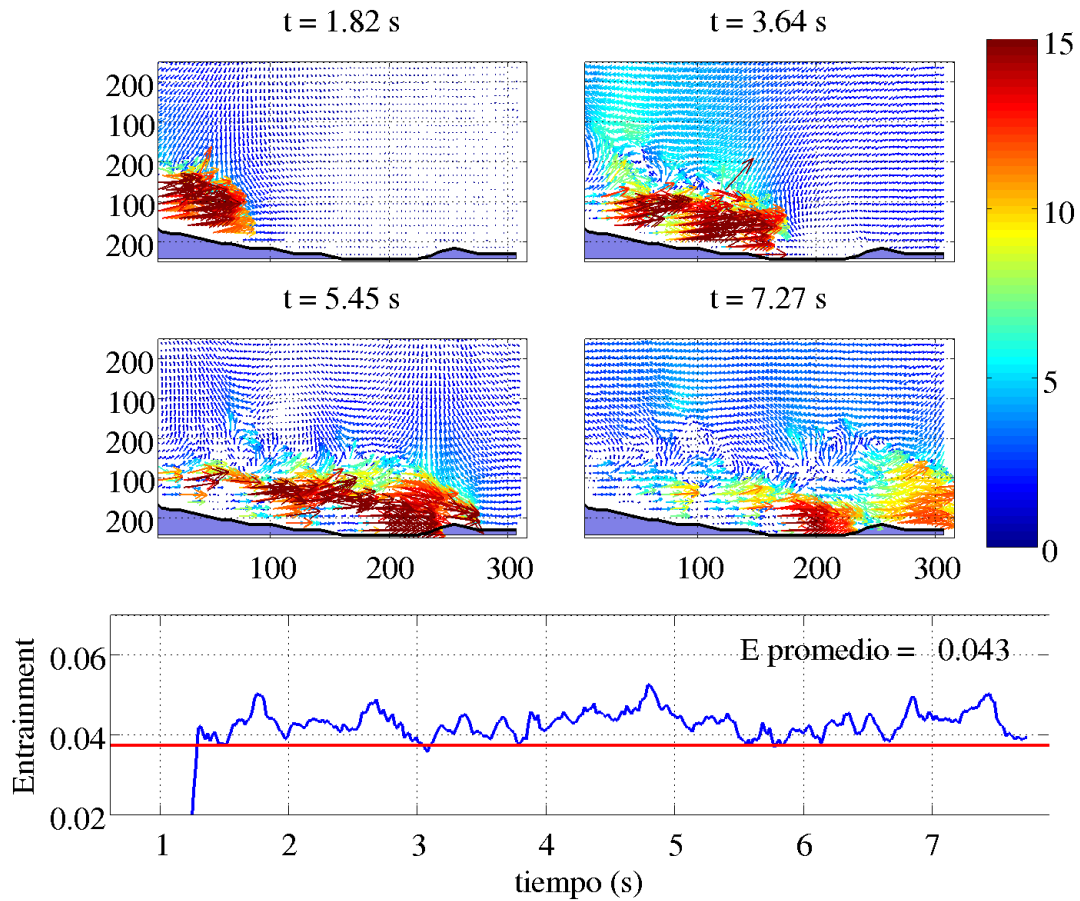 t = 1.82 s
t = 3.64 s
200
100
200
100
200
15
10
5
0
t = 5.45 s
t = 7.27 s
200
100
200
100
200
100 200 300
100 200 300
Entrainment
0.06
0.04
0.02
E promedio = 0.043
1 2 3 4 5 6 7
tiempo (s)